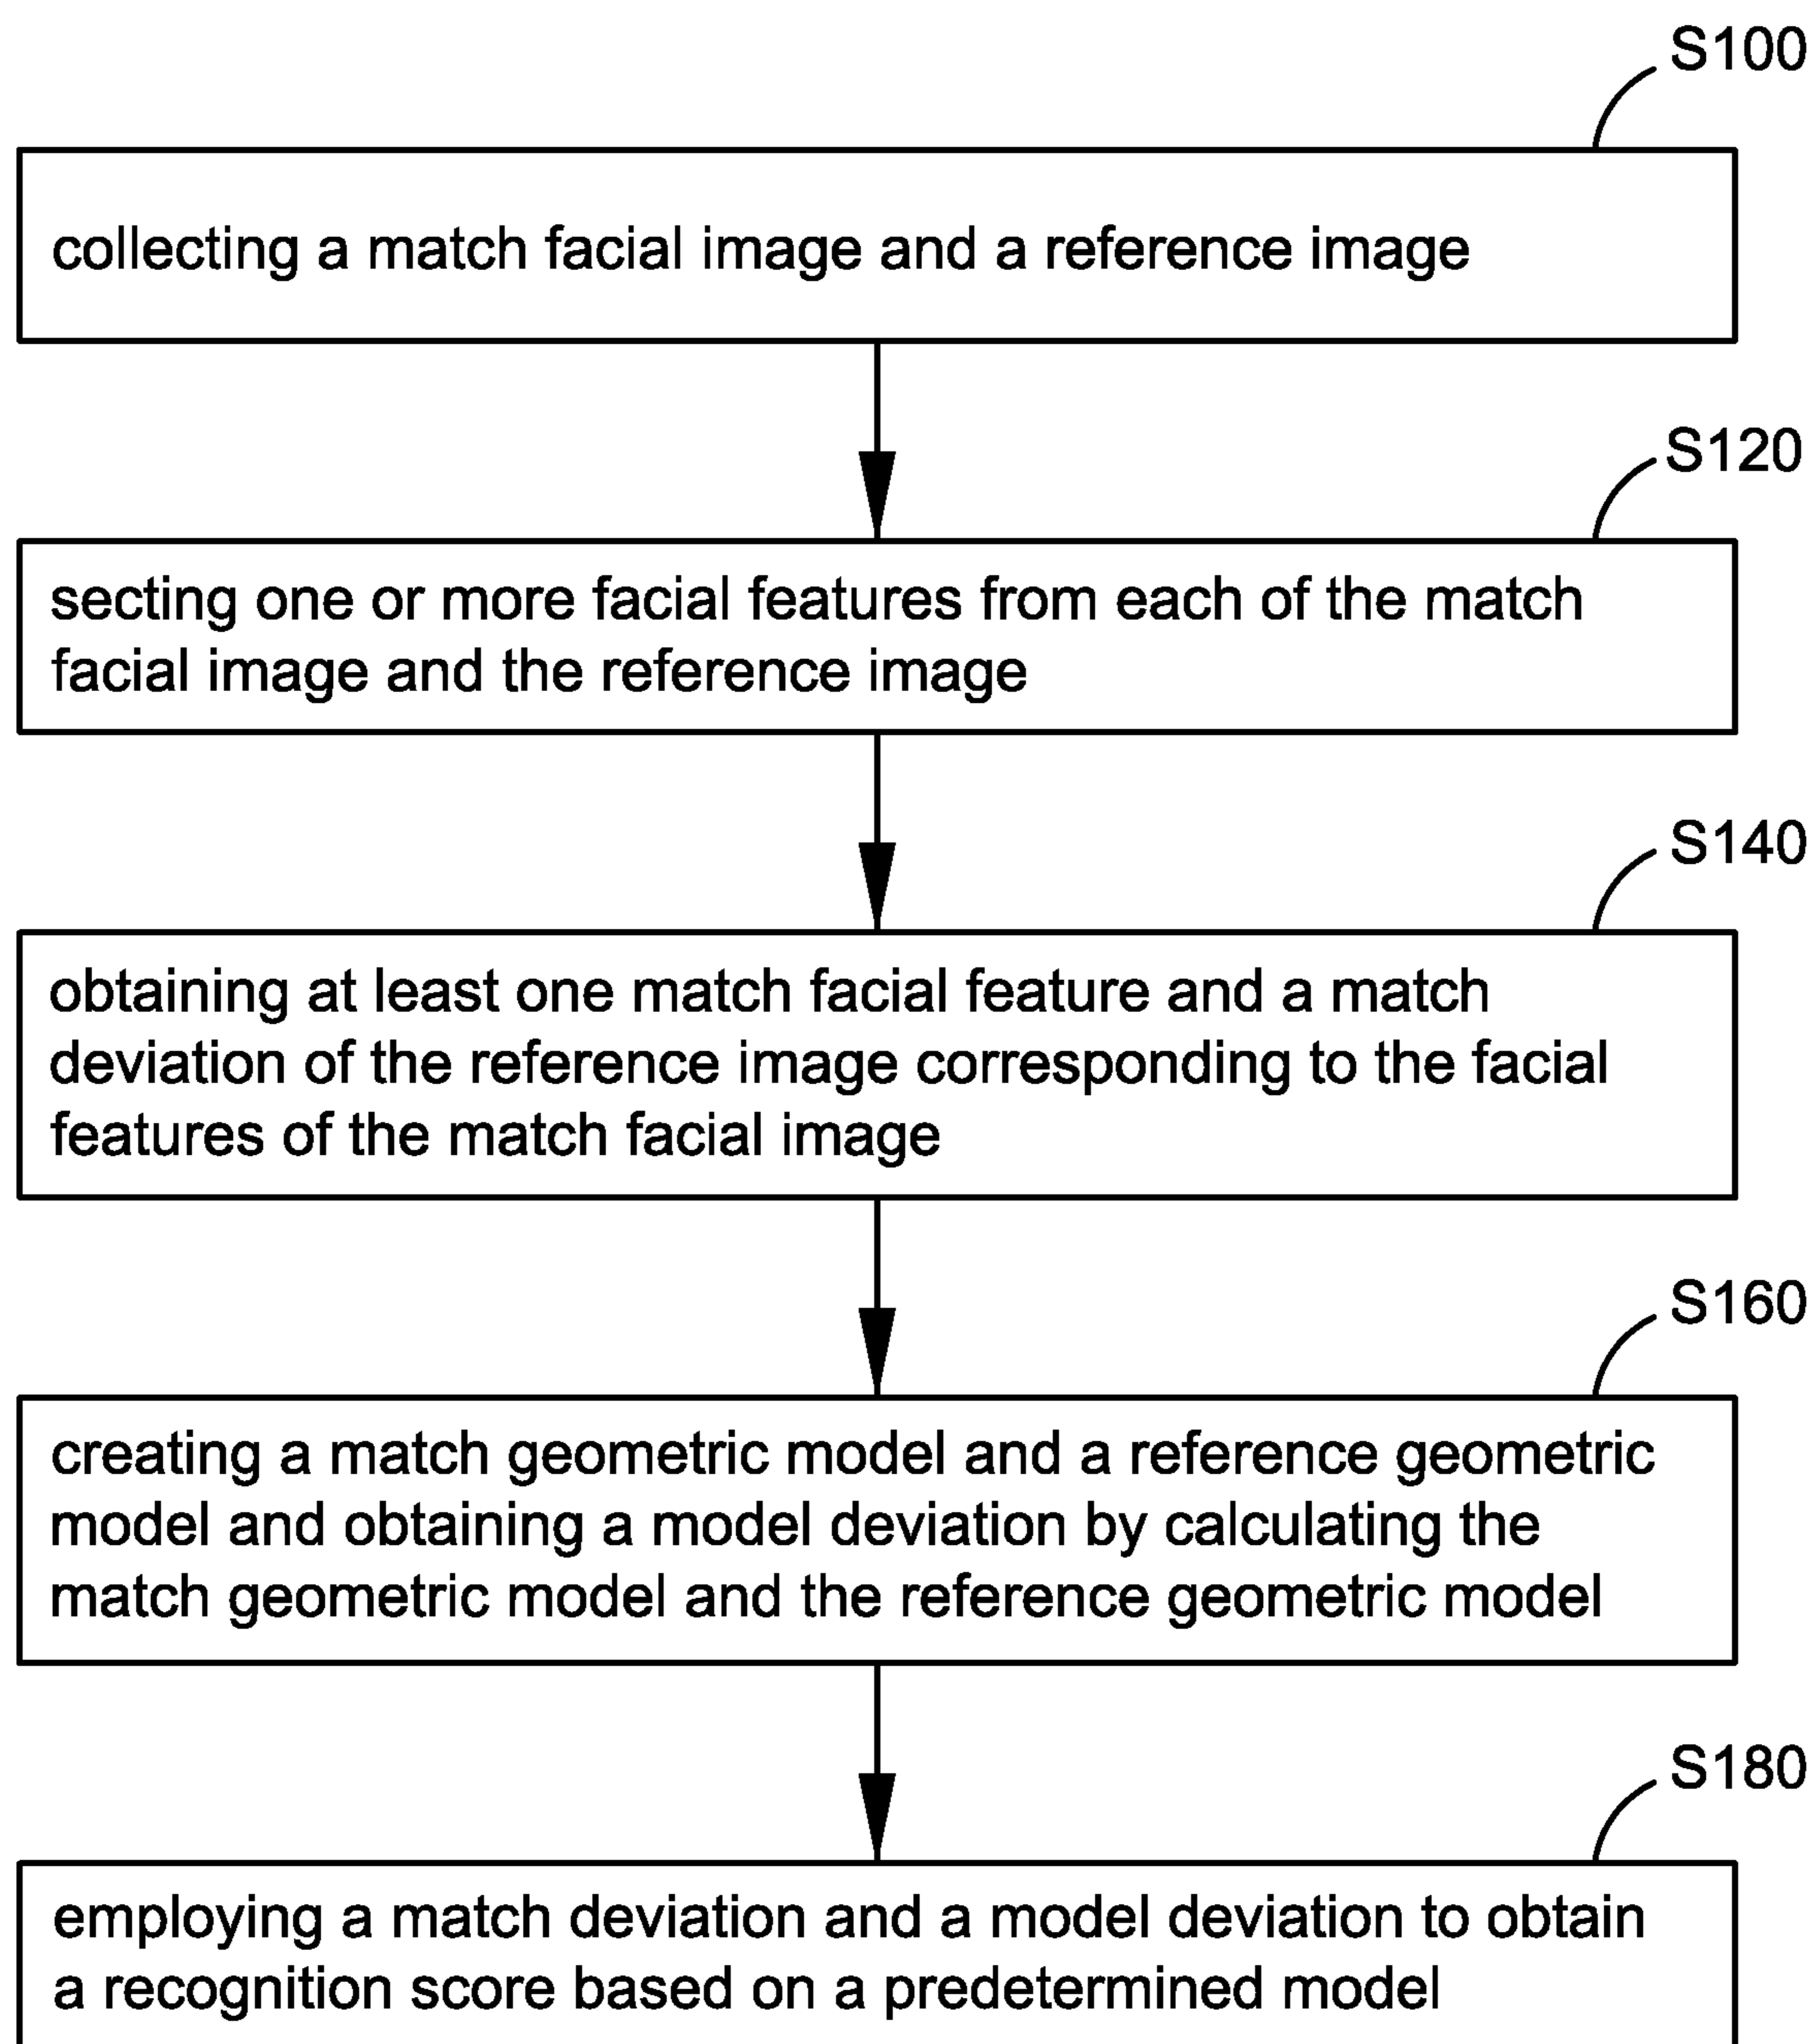 S100
collecting a match facial image and a reference image
S120
secting one or more facial features from each of the match
facial image and the reference image
S140
obtaining at least one match facial feature and a match
deviation of the reference image corresponding to the facial
features of the match facial image
S160
creating a match geometric model and a reference geometric
model and obtaining a model deviation by calculating the
match geometric model and the reference geometric model
S180
employing a match deviation and a model deviation to obtain
a recognition score based on a predetermined model